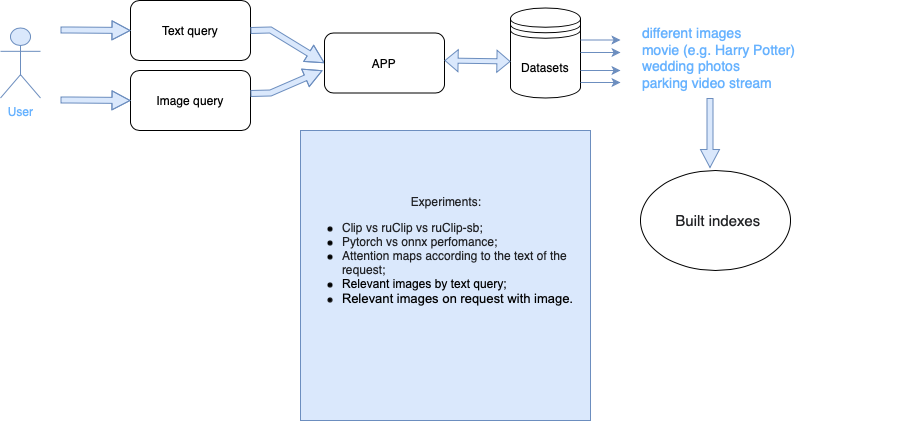 Text query
Image query
User
APP
Datasets
different images
movie (e.g. Harry Potter)
wedding photos
parking video stream
Built indexes
Experiments:
Clip vs ruClip vs ruClip-sb;
Pytorch vs onnx perfomance;
Attention maps according to the text of the
request;
Relevant images by text query;
Relevant images on request with image.